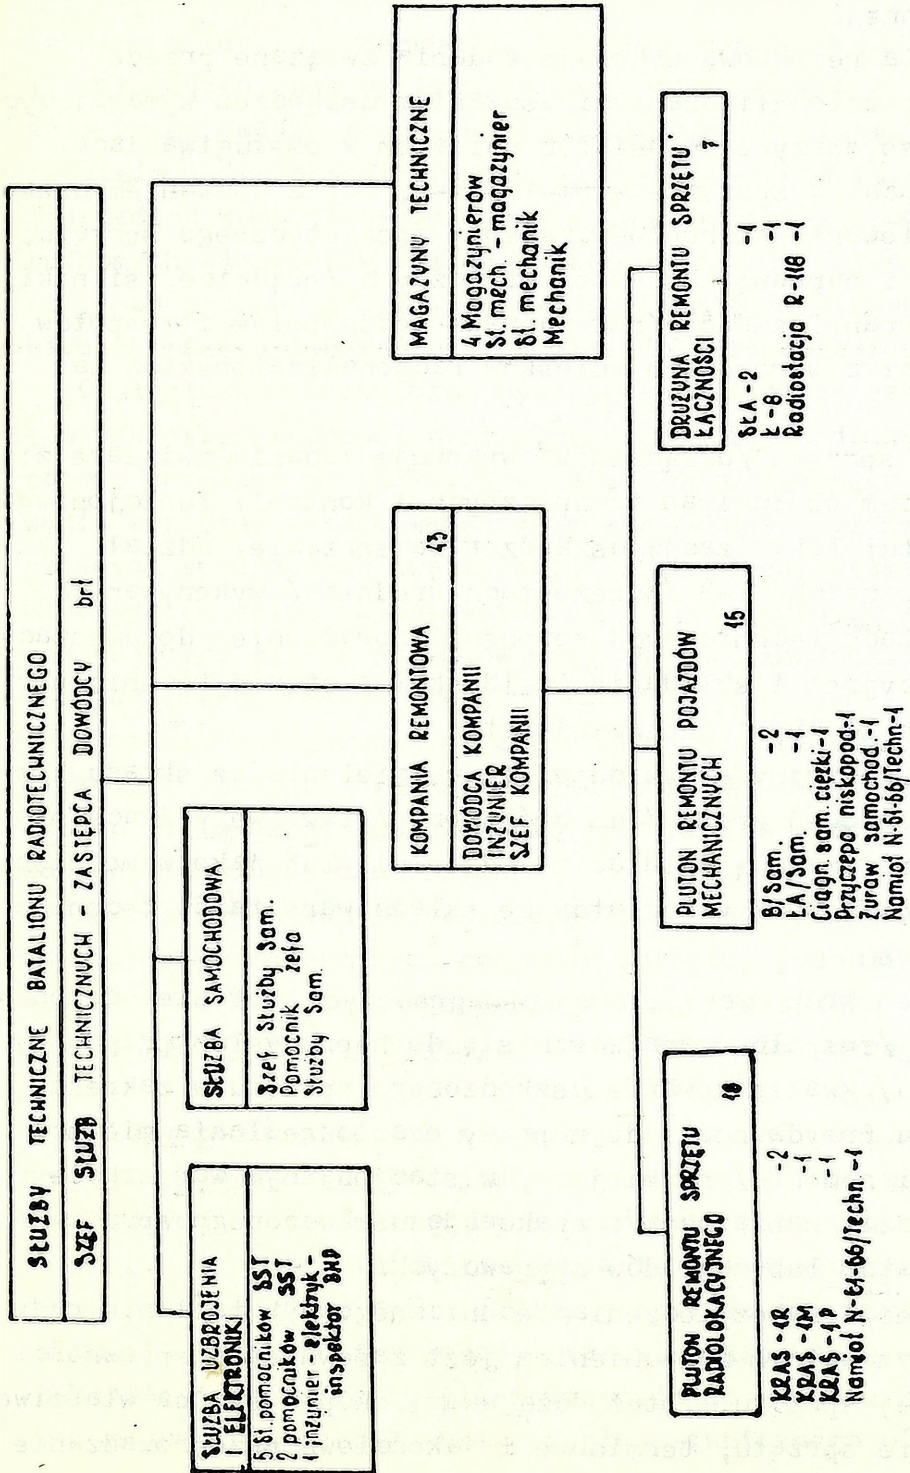 SŁUŻBY TECHNICZNE BATALIONU RADIOTECHNICZNEGO
SZEF SŁUŻB TECHNICZNYCH - ZASTĘPCA DOWÓDCY brt
SŁUŻBA UZBROJENIA
I ELEKTRONIKI
5 St. pomocników SST
2 pomocników SST
1 inżynier elektryk -
inspektor BHP
SŁUŻBA SAMOCHODOWA
Szef Służby Sam.
Pomocnik zefa
Służby Sam.
MAGAZYNY TECHNICZNE
4 Magazynierów
St. mech. - magazynier
St. mechanik
Mechanik
KOMPANIA REMONTOWA 43
DOWÓDCA KOMPANII
INŻYNIER
SZEF KOMPANII
PLUTON REMONTU SPRZĘTU
RADIOLOKACYJNEGO 18
KRAS-1R -2
KRAS-1M -1
KRAS-1P -1
Namiot N-61-66/Techn -1
PLUTON REMONTU POJAZDÓW
MECHANICZNYCH 15
B/Sam. -2
ŁA/Sam. -1
Ciągn sam. ciężki-1
Przyczepa niskopod-1
Żuraw samochod.-1
Namiot N-61-66/Techn-1
DRUŻYNA REMONTU SPRZĘTU
ŁĄCZNOŚCI 7
SŁA-2 -1
Ł-8 -1
Radiostacja R-118 -1